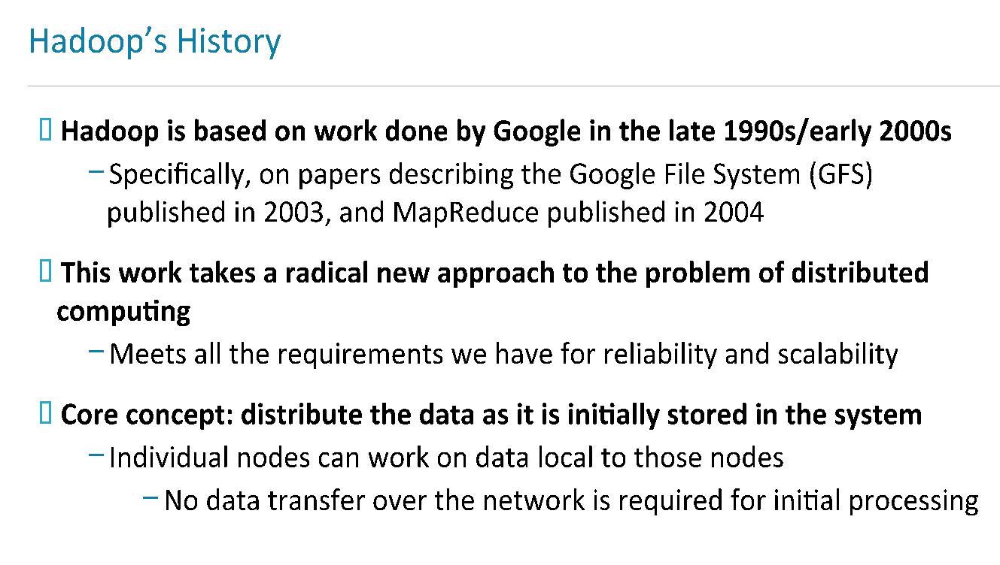 Hadoop’s History
▯ Hadoop is based on work done by Google in the late 1990s/early 2000s
– Specifically, on papers describing the Google File System (GFS)
published in 2003, and MapReduce published in 2004
▯ This work takes a radical new approach to the problem of distributed
computing
– Meets all the requirements we have for reliability and scalability
▯ Core concept: distribute the data as it is initially stored in the system
– Individual nodes can work on data local to those nodes
– No data transfer over the network is required for initial processing